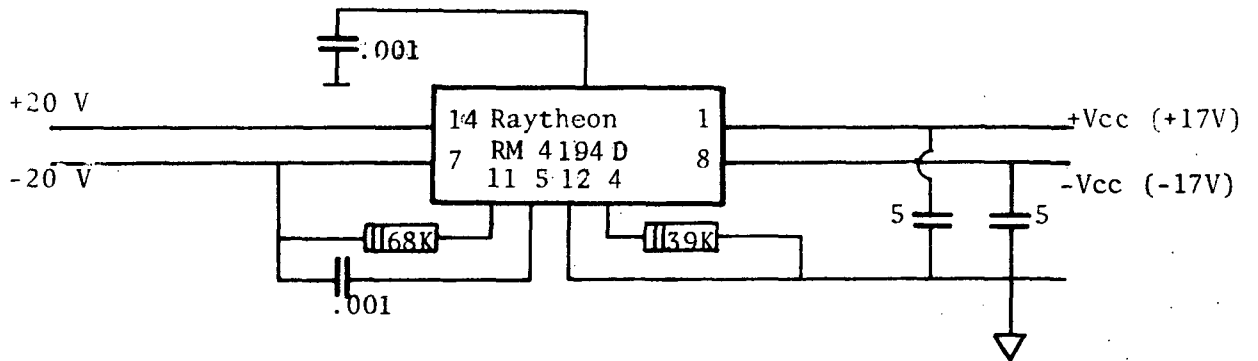 .001
+20 V
14 Raytheon 1
+Vcc (+17V)
RM 4194 D
7 8
-20 V
11 5 12 4
-Vcc (-17V)
5 5
68K
39K
.001